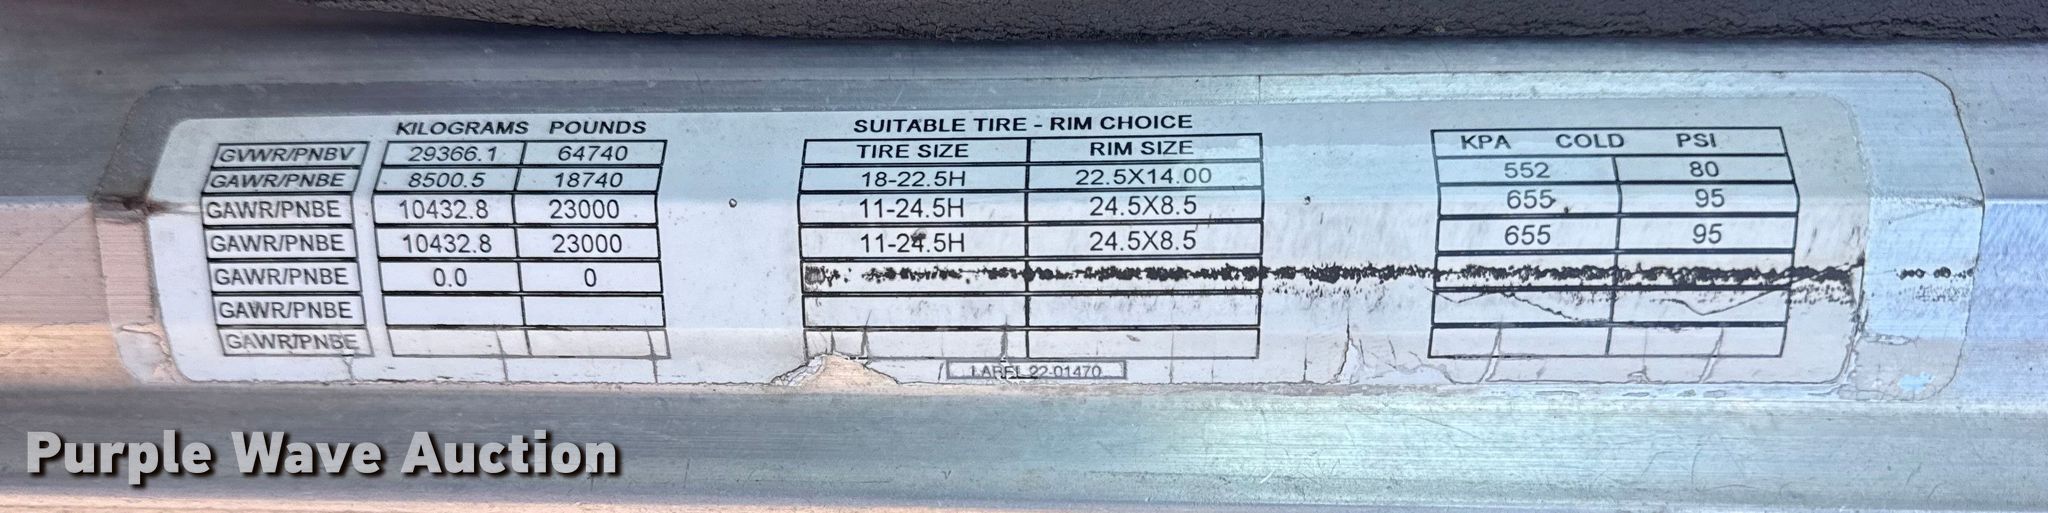 KILOGRAMS POUNDS SUITABLE TIRE - RIM CHOICE
GVWR/PNBV 29366.1 64740 TIRE SIZE RIM SIZE KPA COLD PSI
GAWR/PNBE 8500.5 18740 18-22.5H 22.5X14.00 552 80
GAWR/PNBE 10432.8 23000 11-24.5H 24.5X8.5 655 95
GAWR/PNBE 10432.8 23000 11-24.5H 24.5X8.5 655 95
GAWR/PNBE 0.0 0
GAWR/PNBE
GAWR/PNBE
LABEL 22-01470
Purple Wave Auction